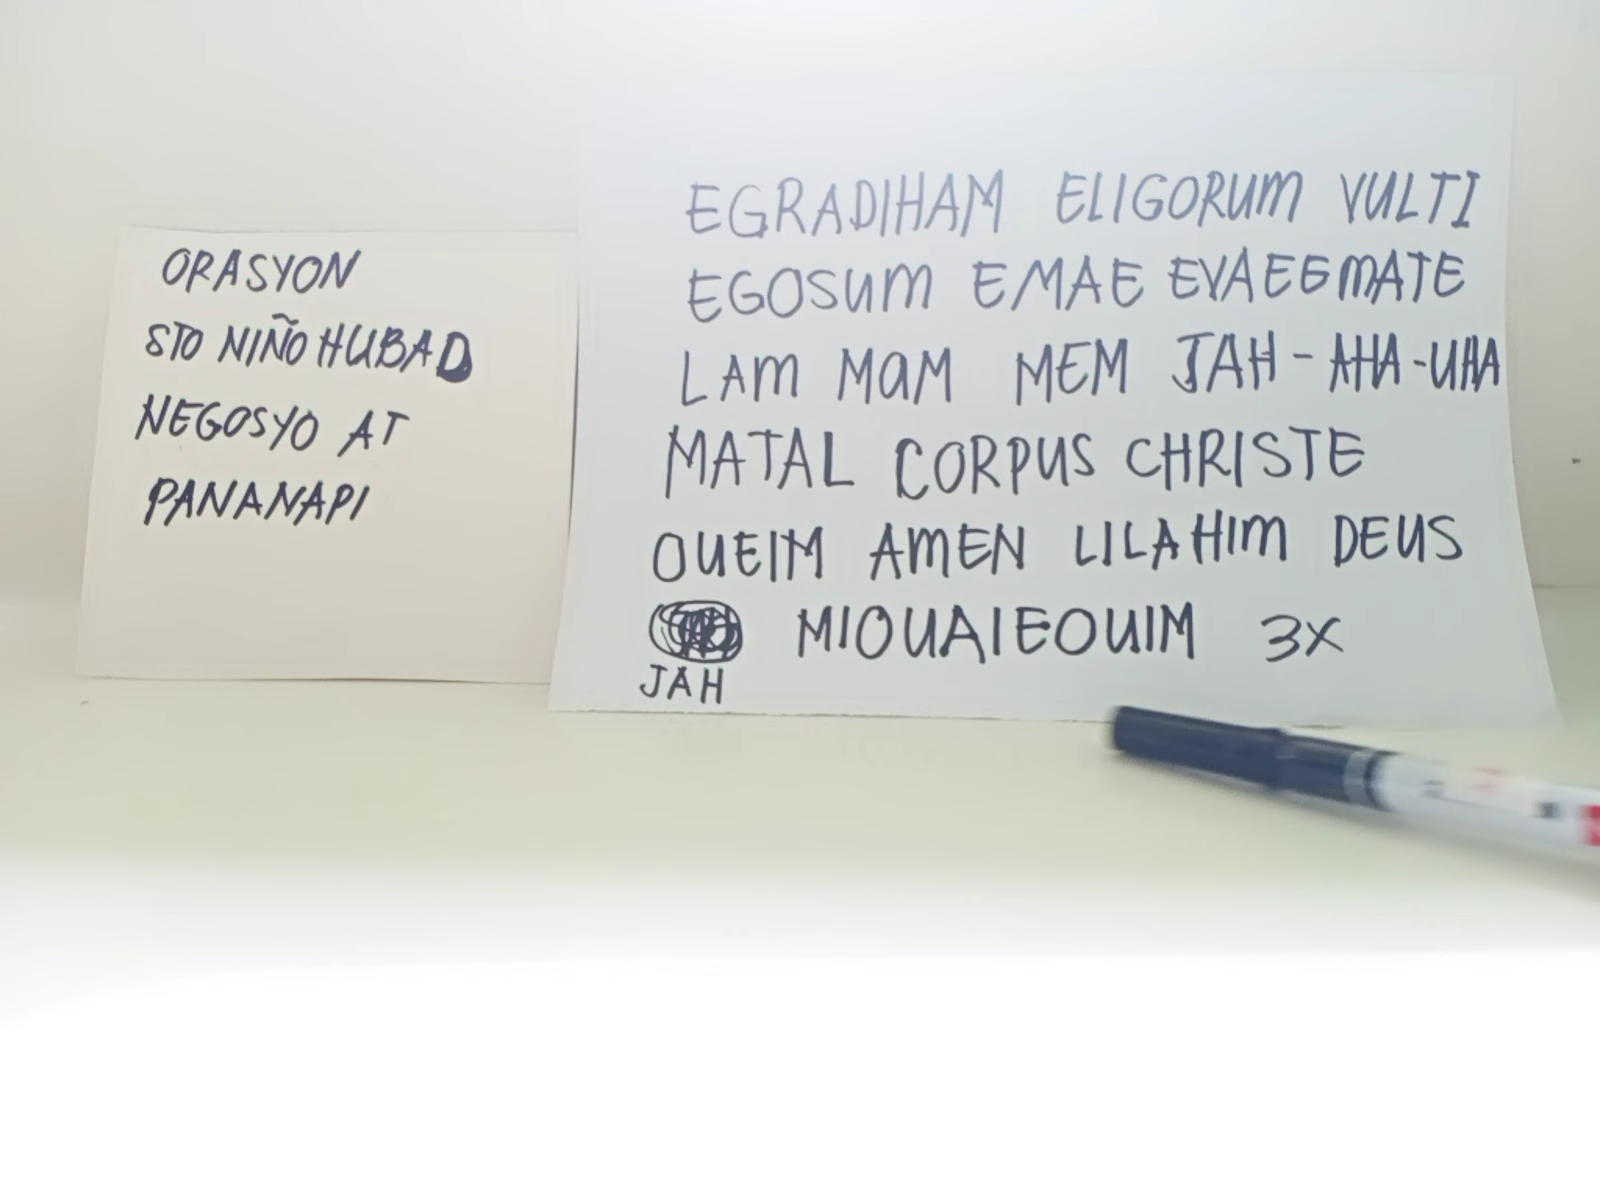 ORASYON
STO NIÑO HUBAD
NEGOSYO AT
PANANAPI
EGRADIHAM ELIGORUM VULTI
EGOSUM EMAE EVAEEMATE
LAM MAM MEM JAH-AHA-UHA
MATAL CORPUS CHRISTE
OUEIM AMEN LILAHIM DEUS
MIOUAIEOUIM 3X
JAH